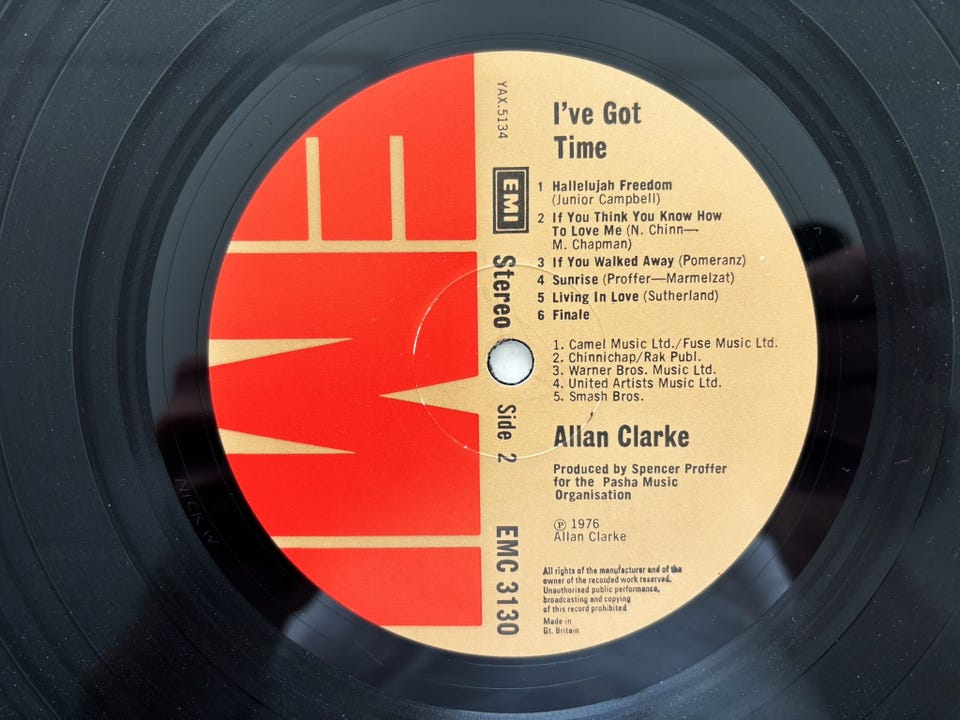 I've Got
Time
1 Hallelujah Freedom
(Junior Campbell)
2 If You Think You Know How
To Love Me (N. Chinn—
M. Chapman)
3 If You Walked Away (Pomeranz)
4 Sunrise (Proffer—Marmelzat)
5 Living In Love (Sutherland)
6 Finale
1. Camel Music Ltd./Fuse Music Ltd.
2. Chinnichap/Rak Publ.
3. Warner Bros. Music Ltd.
4. United Artists Music Ltd.
5. Smash Bros.
Allan Clarke
Produced by Spencer Proffer
for the Pasha Music
Organisation
Ⓟ 1976
Allan Clarke
All rights of the manufacturer and of the
owner of the recorded work reserved.
Unauthorised public performance,
broadcasting and copying
of this record prohibited
Made in
Gt. Britain
YAX.5134
EMI
Stereo
Side 2
EMC 3130
EMI
NICK W